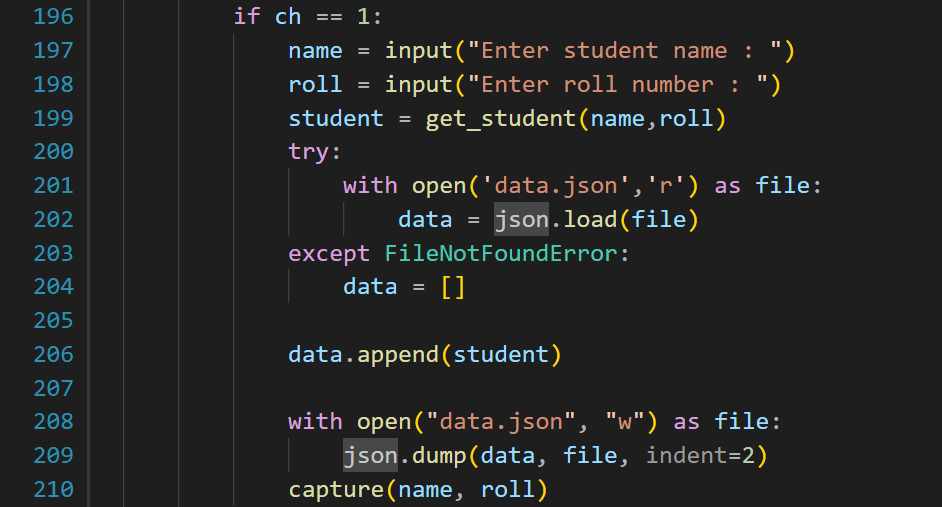 196 if ch == 1:
197 name = input("Enter student name : ")
198 roll = input("Enter roll number : ")
199 student = get_student(name,roll)
200 try:
201 with open('data.json','r') as file:
202 data = json.load(file)
203 except FileNotFoundError:
204 data = []
205
206 data.append(student)
207
208 with open("data.json", "w") as file:
209 json.dump(data, file, indent=2)
210 capture(name, roll)